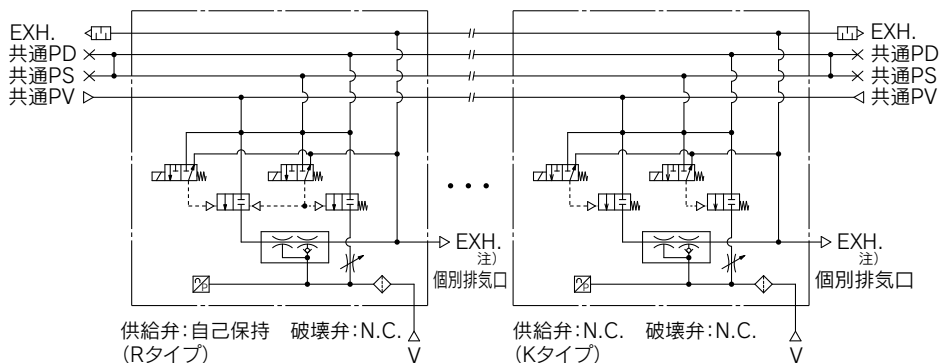 EXH.
共通PD
共通PS
共通PV
EXH.
共通PD
共通PS
共通PV
EXH.
注)
個別排気口
EXH.
注)
個別排気口
P
P
供給弁:自己保持 破壊弁:N.C.
(Rタイプ)
V
供給弁:N.C. 破壊弁:N.C.
(Kタイプ)
V